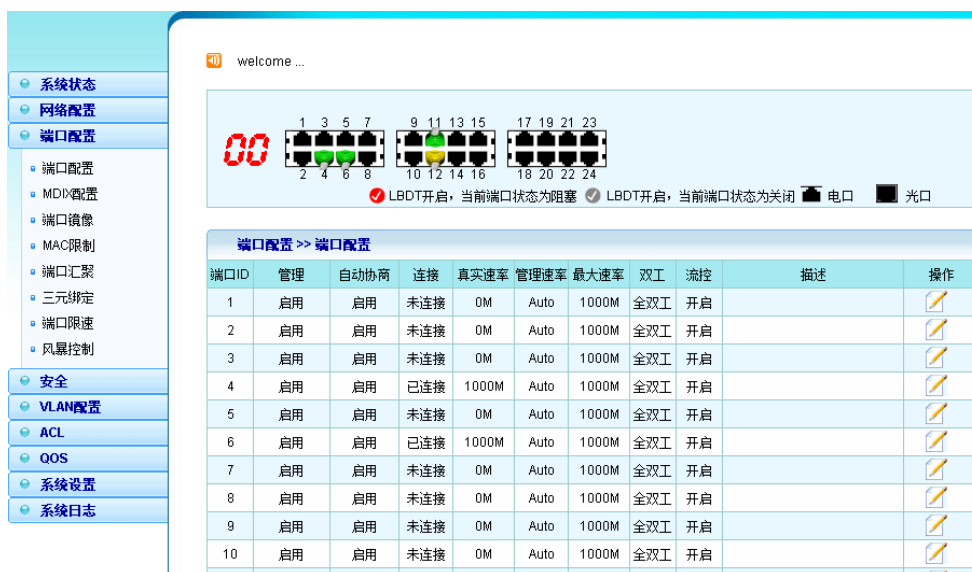 welcome ...
系统状态
网络配置
端口配置
端口配置
MDIX配置
端口镜像
MAC限制
端口汇聚
三元绑定
端口限速
风暴控制
安全
VLAN配置
ACL
QOS
系统设置
系统日志
1 3 5 7 9 11 13 15 17 19 21 23
00
2 4 6 8 10 12 14 16 18 20 22 24
LBDT开启，当前端口状态为阻塞 LBDT开启，当前端口状态为关闭 电口 光口
端口配置 >> 端口配置
端口ID 管理 自动协商 连接 真实速率 管理速率 最大速率 双工 流控 描述 操作
1 启用 启用 未连接 0M Auto 1000M 全双工 开启
2 启用 启用 未连接 0M Auto 1000M 全双工 开启
3 启用 启用 未连接 0M Auto 1000M 全双工 开启
4 启用 启用 已连接 1000M Auto 1000M 全双工 开启
5 启用 启用 未连接 0M Auto 1000M 全双工 开启
6 启用 启用 已连接 1000M Auto 1000M 全双工 开启
7 启用 启用 未连接 0M Auto 1000M 全双工 开启
8 启用 启用 未连接 0M Auto 1000M 全双工 开启
9 启用 启用 未连接 0M Auto 1000M 全双工 开启
10 启用 启用 未连接 0M Auto 1000M 全双工 开启